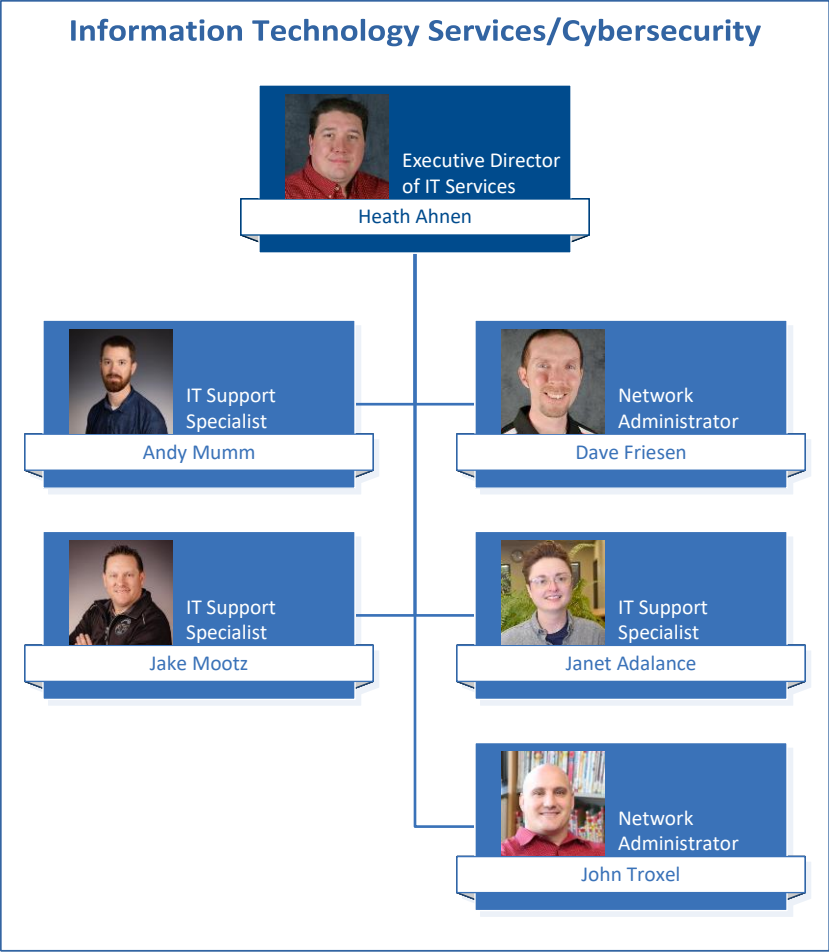 Information Technology Services/Cybersecurity
Executive Director
of IT Services
Heath Ahnen
IT Support
Specialist
Andy Mumm
Network
Administrator
Dave Friesen
IT Support
Specialist
Jake Mootz
IT Support
Specialist
Janet Adalance
Network
Administrator
John Troxel